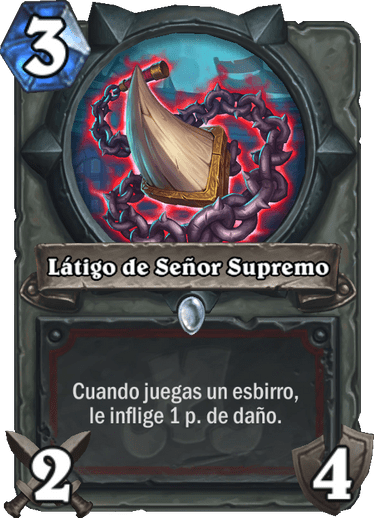 3
Látigo de Señor Supremo
Cuando juegas un esbirro,
le inflige 1 p. de daño.
2
4